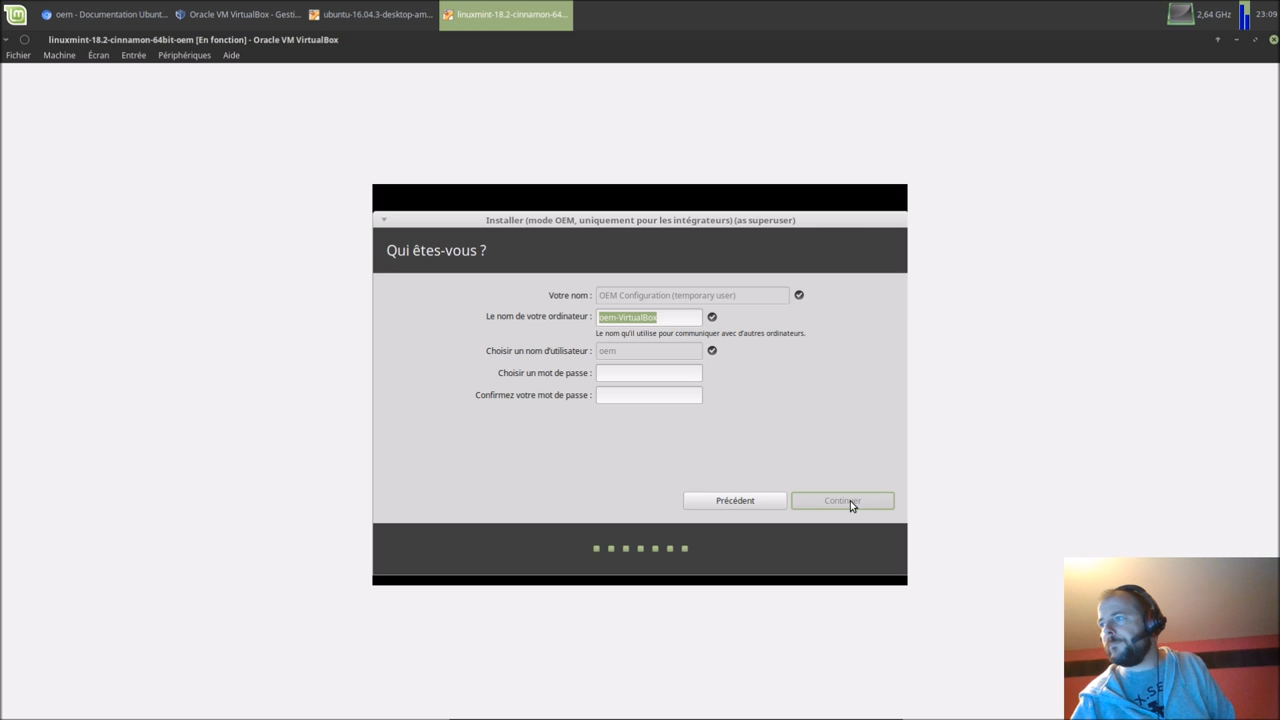 oem - Documentation Ubunt... Oracle VM VirtualBox - Gesti... ubuntu-16.04.3-desktop-am... linuxmint-18.2-cinnamon-64... 2,64 GHz 23:09
linuxmint-18.2-cinnamon-64bit-oem [En fonction] - Oracle VM VirtualBox
Fichier Machine Écran Entrée Périphériques Aide
Installer (mode OEM, uniquement pour les intégrateurs) (as superuser)
Qui êtes-vous ?
Votre nom : OEM Configuration (temporary user)
Le nom de votre ordinateur : oem-VirtualBox
Le nom qu'il utilise pour communiquer avec d'autres ordinateurs.
Choisir un nom d'utilisateur : oem
Choisir un mot de passe :
Confirmez votre mot de passe :
Précédent Continuer